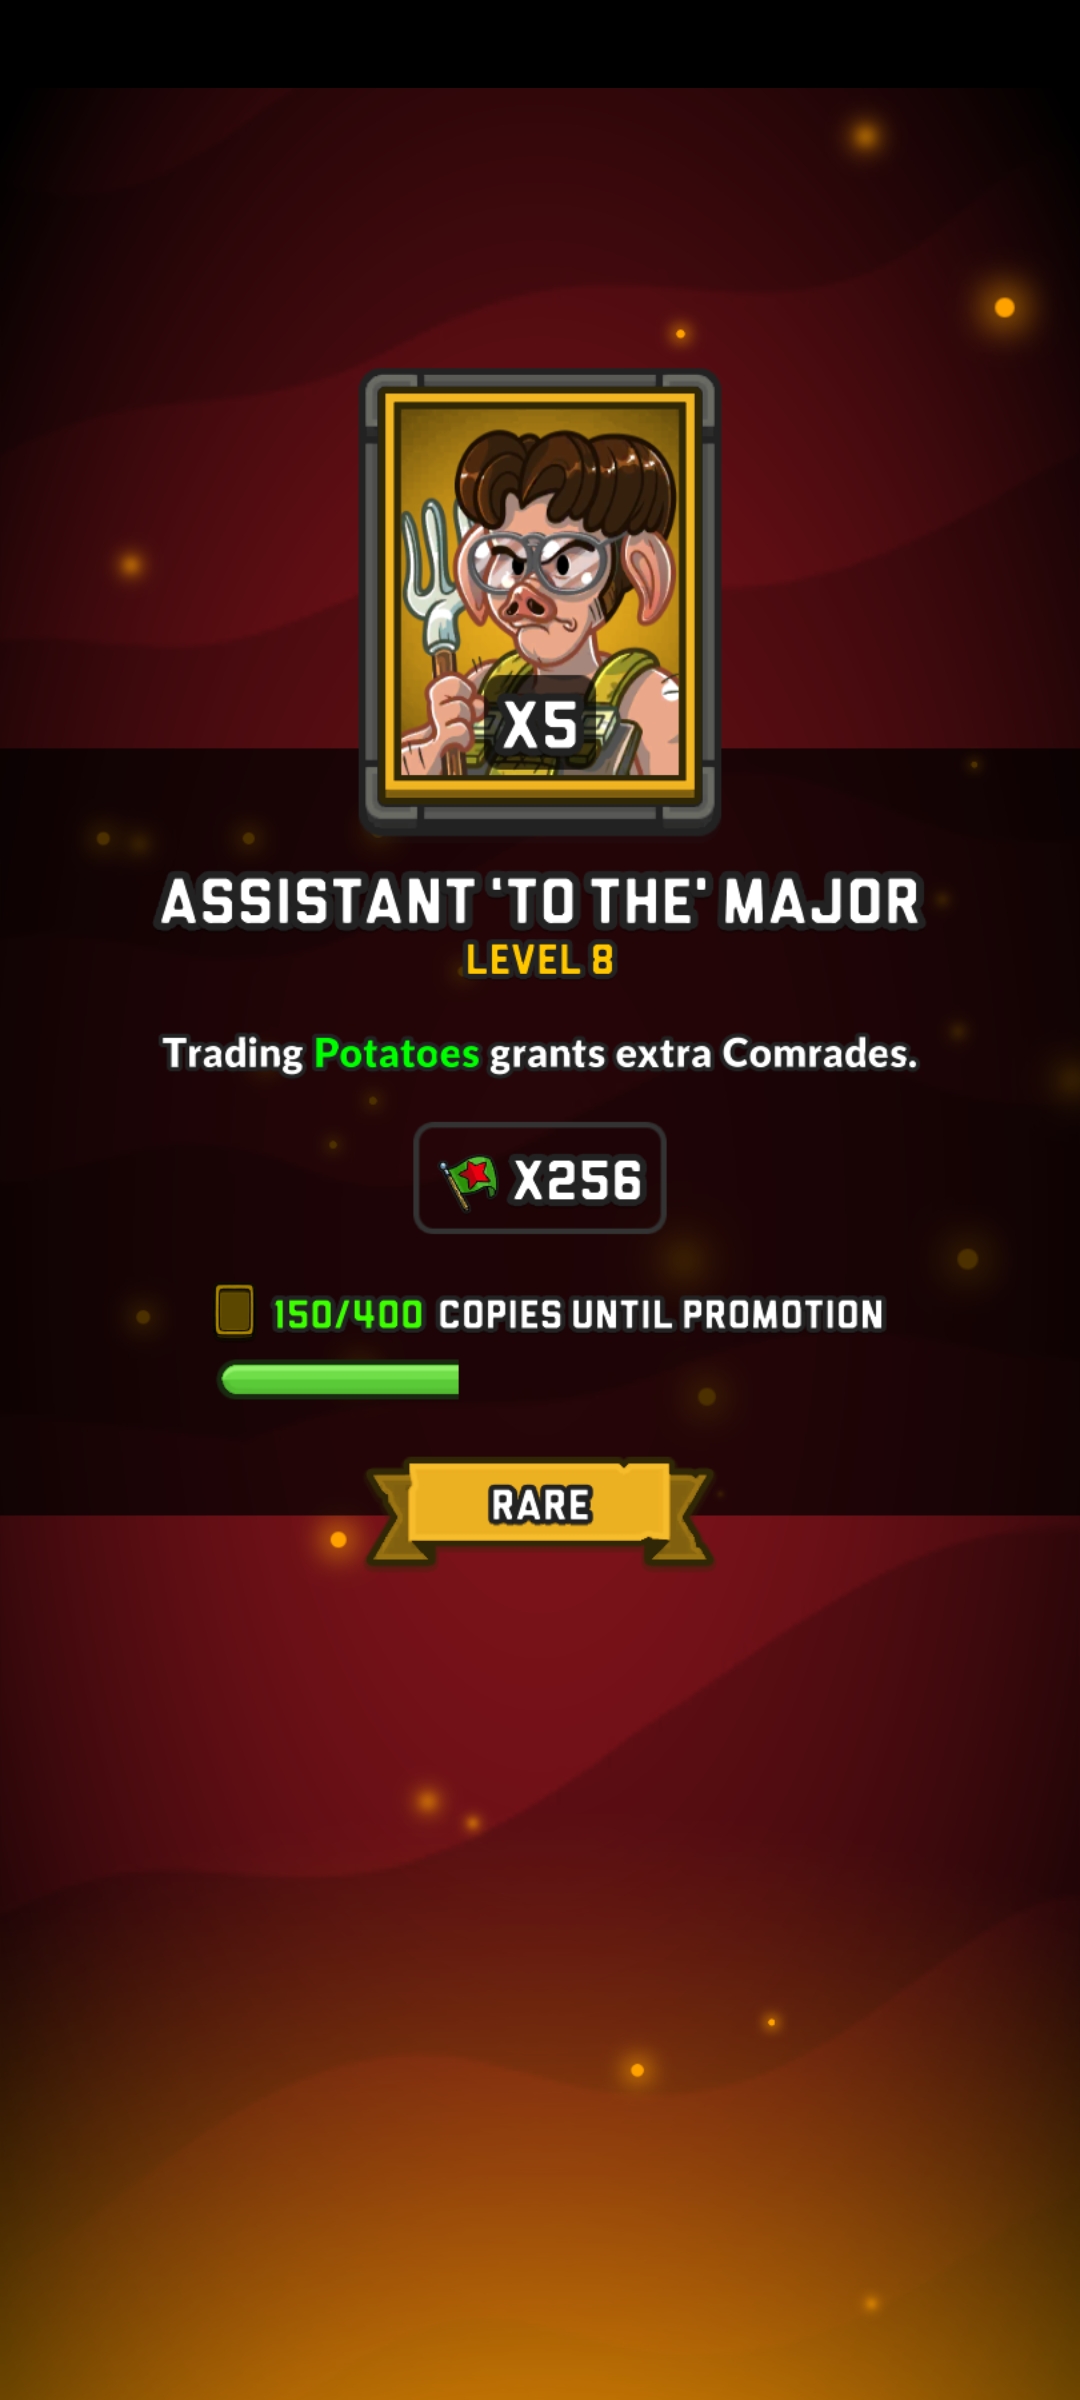 X5
ASSISTANT 'TO THE' MAJOR
LEVEL 8
Trading Potatoes grants extra Comrades.
X256
150/400 COPIES UNTIL PROMOTION
RARE